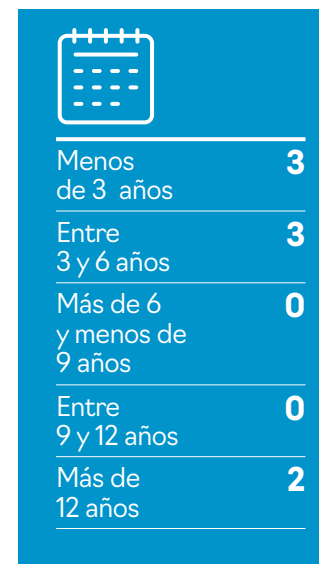 Menos 3
de 3 años
Entre 3
3 y 6 años
Más de 6 0
y menos de
9 años
Entre 0
9 y 12 años
Más de 2
12 años